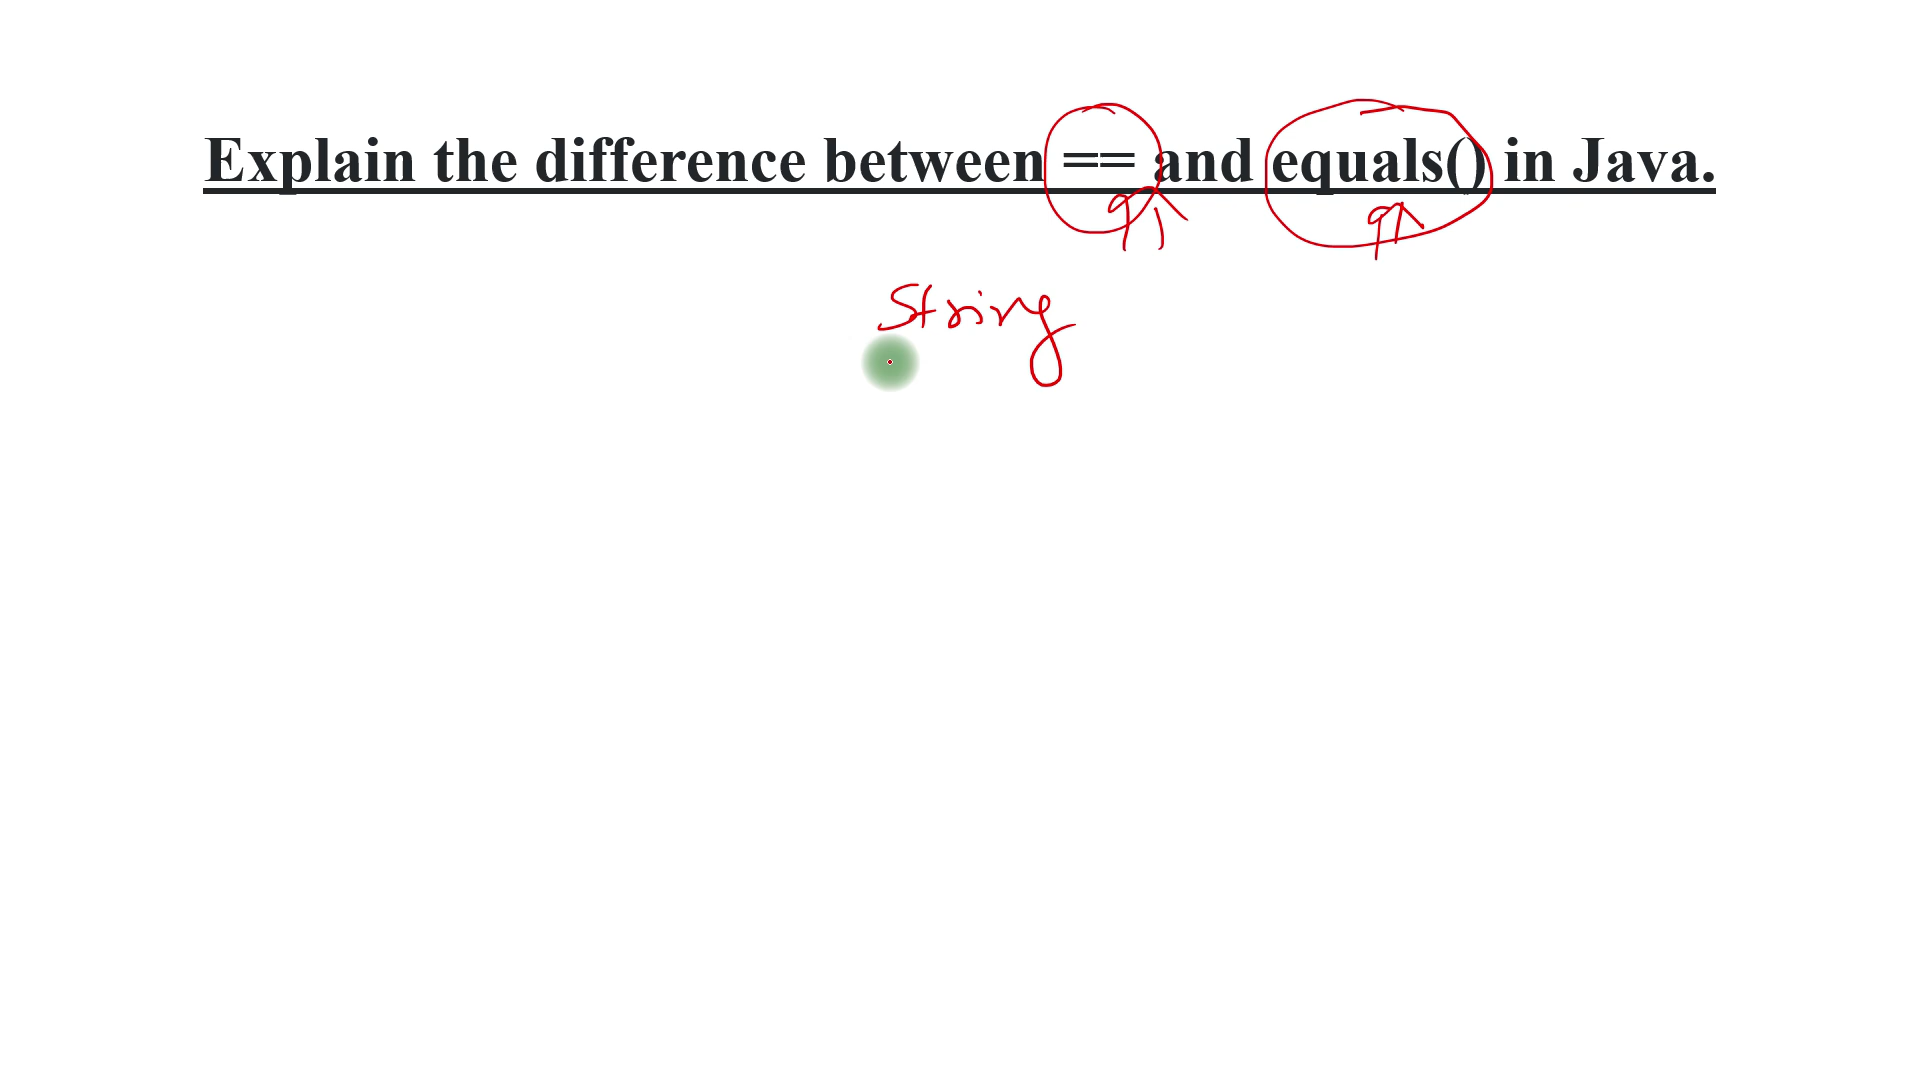 Explain the difference between == and equals() in Java.
String